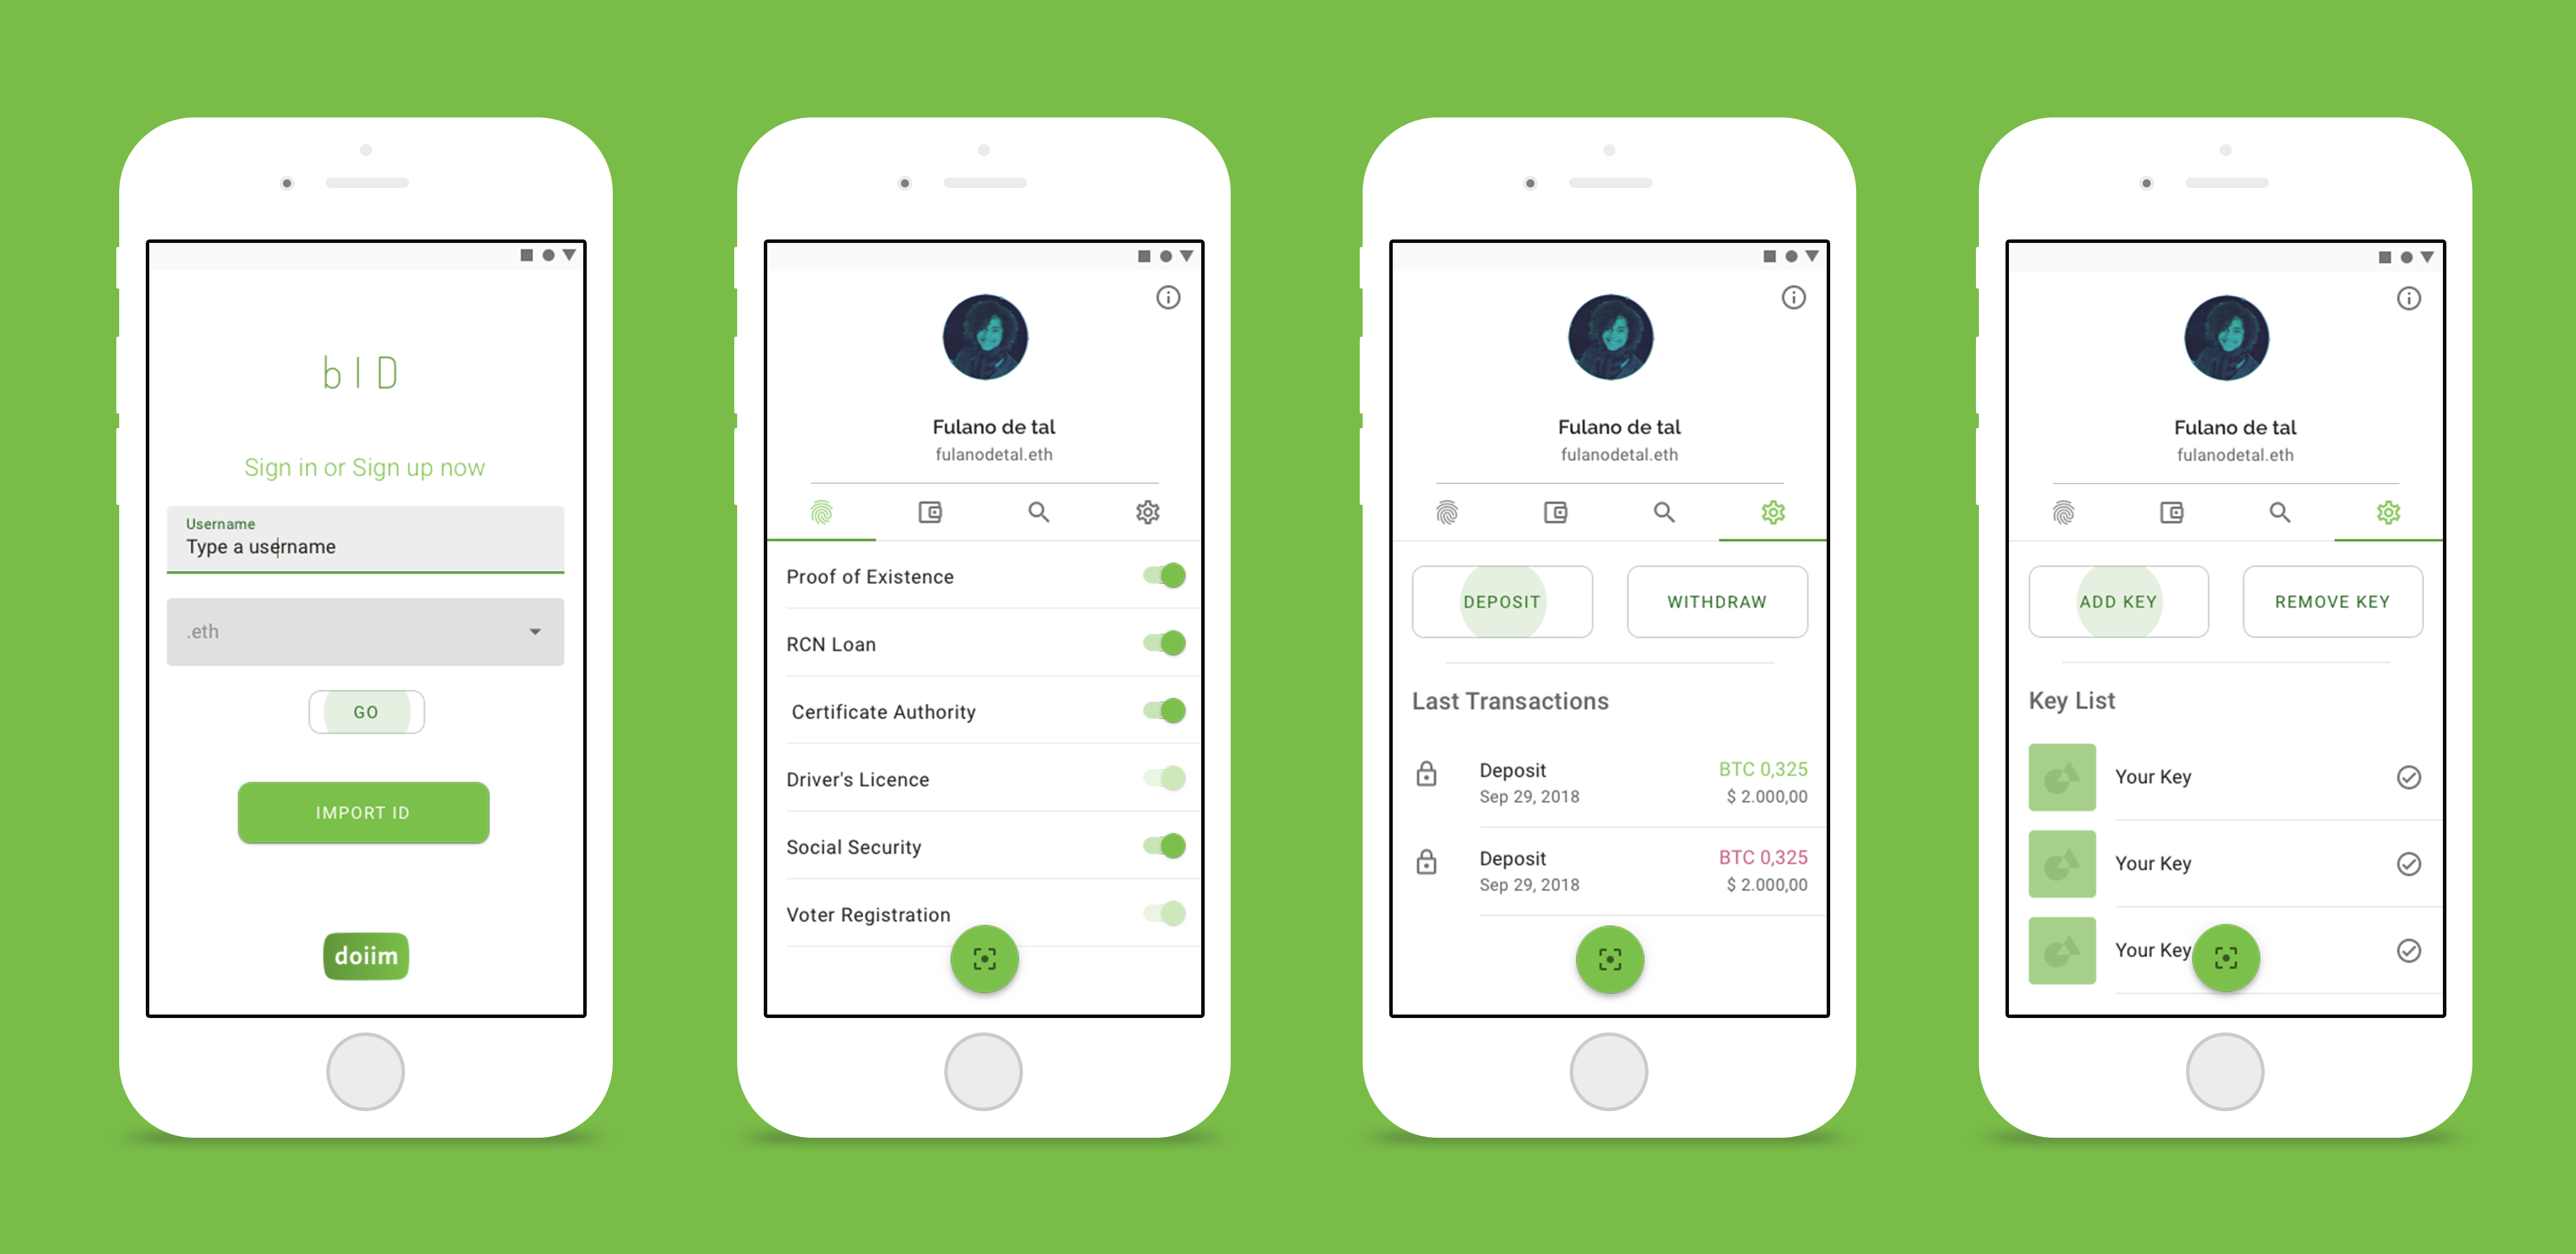 bID
Sign in or Sign up now
Username
Type a username
.eth
GO
IMPORT ID
doiim
Fulano de tal
fulanodetal.eth
Proof of Existence
RCN Loan
Certificate Authority
Driver's Licence
Social Security
Voter Registration
Fulano de tal
fulanodetal.eth
DEPOSIT WITHDRAW
Last Transactions
Deposit BTC 0,325
Sep 29, 2018 $ 2.000,00
Deposit BTC 0,325
Sep 29, 2018 $ 2.000,00
Fulano de tal
fulanodetal.eth
ADD KEY REMOVE KEY
Key List
Your Key
Your Key
Your Key